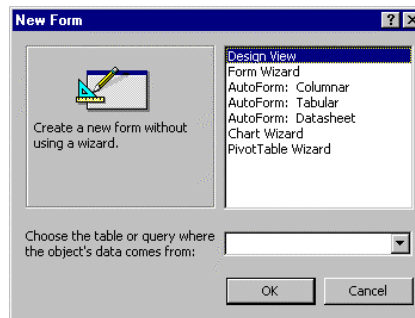 New Form
Create a new form without
using a wizard.
Design View
Form Wizard
AutoForm: Columnar
AutoForm: Tabular
AutoForm: Datasheet
Chart Wizard
PivotTable Wizard
Choose the table or query where
the object's data comes from:
OK
Cancel